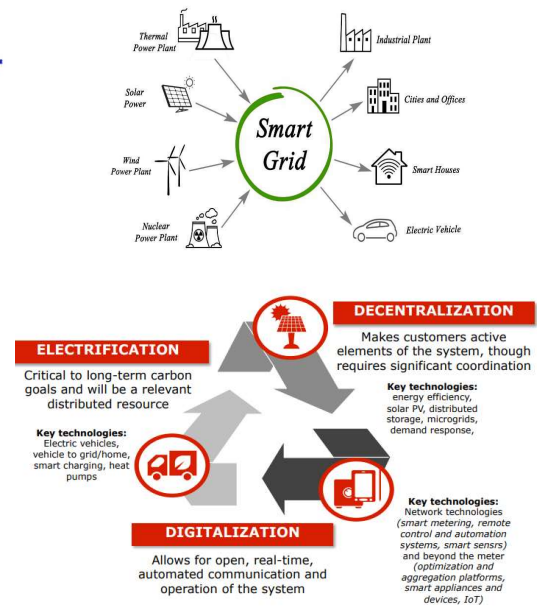 Thermal
Power Plant
Industrial Plant
Solar
Power
Cities and Offices
Smart
Grid
Wind
Power Plant
Smart Houses
Nuclear
Power Plant
Electric Vehicle
DECENTRALIZATION
Makes customers active
elements of the system, though
requires significant coordination
Key technologies:
energy efficiency,
solar PV, distributed
storage, microgrids,
demand response,
ELECTRIFICATION
Critical to long-term carbon
goals and will be a relevant
distributed resource
Key technologies:
Electric vehicles,
vehicle to grid/home,
smart charging, heat
pumps
DIGITALIZATION
Allows for open, real-time,
automated communication and
operation of the system
Key technologies:
Network technologies
(smart metering, remote
control and automation
systems, smart sensrs)
and beyond the meter
(optimization and
aggregation platforms,
smart appliances and
devices, IoT)